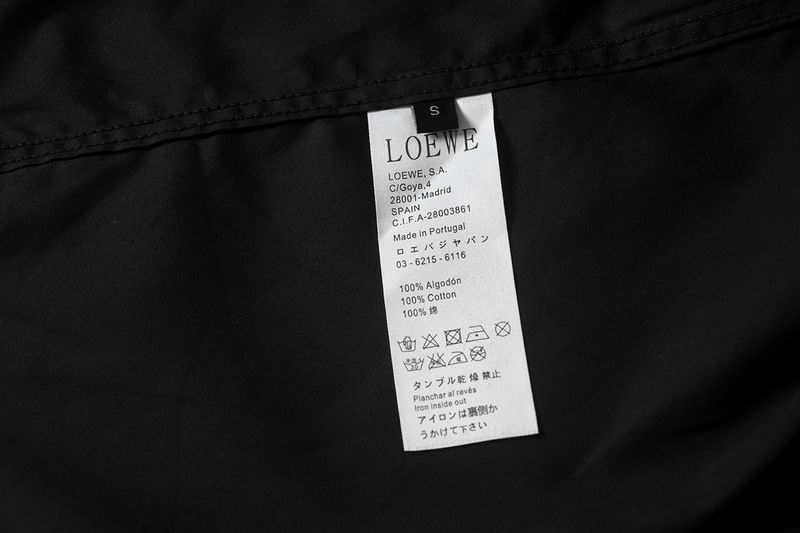 S
LOEWE
LOEWE, S.A.
C/Goya,4
28001-Madrid
SPAIN
C.I.F.A-28003861
Made in Portugal
ロエバジャパン
03-6215-6116
100% Algodón
100% Cotton
100% 綿
タンブル乾燥禁止
Planchar al revés
Iron inside out
アイロンは裏側か
うかけて下さい